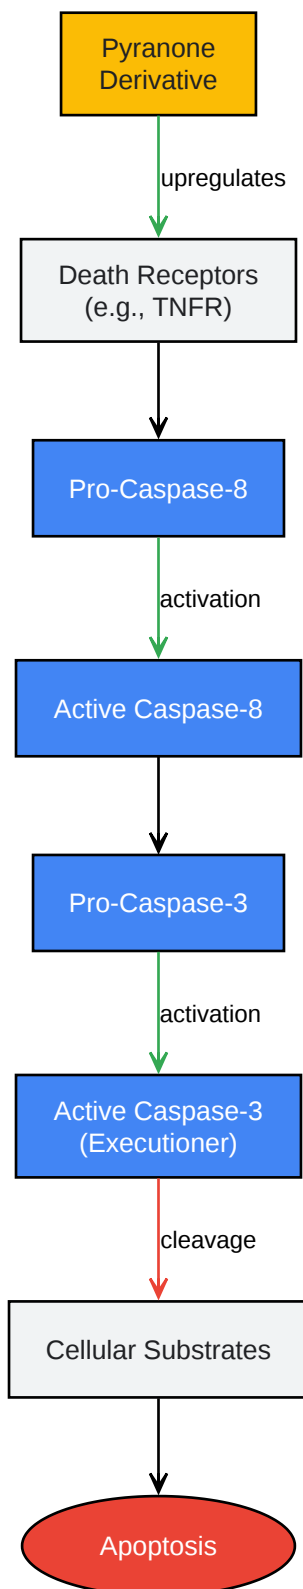 Pyranone
Derivative
upregulates
Death Receptors
(e.g., TNFR)
Pro-Caspase-8
activation
Active Caspase-8
Pro-Caspase-3
activation
Active Caspase-3
(Executioner)
cleavage
Cellular Substrates
Apoptosis